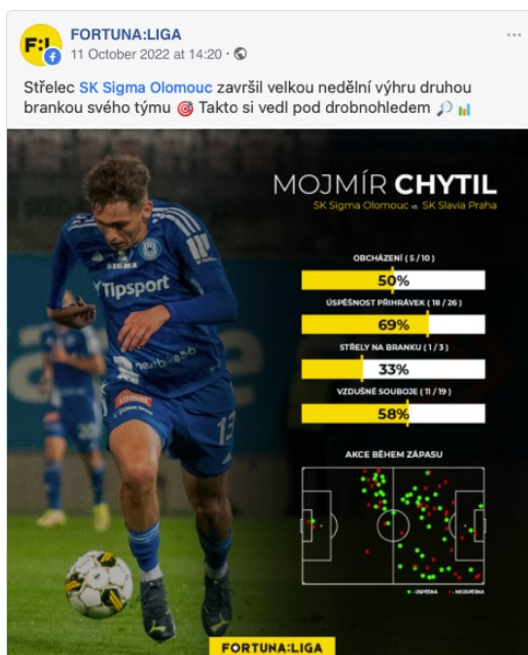 F:L
FORTUNA:LIGA
11 October 2022 at 14:20
Střelec SK Sigma Olomouc završil velkou nedělní výhru druhou
brankou svého týmu 🎯 Takto si vedl pod drobnohledem 🔎 📊
MOJMÍR CHYTIL
SK Sigma Olomouc vs SK Slavia Praha
OBCHÁZENÍ ( 5 / 10 )
50%
ÚSPĚŠNOST PŘIHRÁVEK ( 18 / 26 )
69%
STŘELY NA BRANKU ( 1 / 3 )
33%
VZDUŠNÉ SOUBOJE ( 11 / 19 )
58%
AKCE BĚHEM ZÁPASU
- ÚSPĚŠNÁ - NEÚSPĚŠNÁ
SIGMA
Tipsport
nextbikesb
13
FORTUNA:LIGA